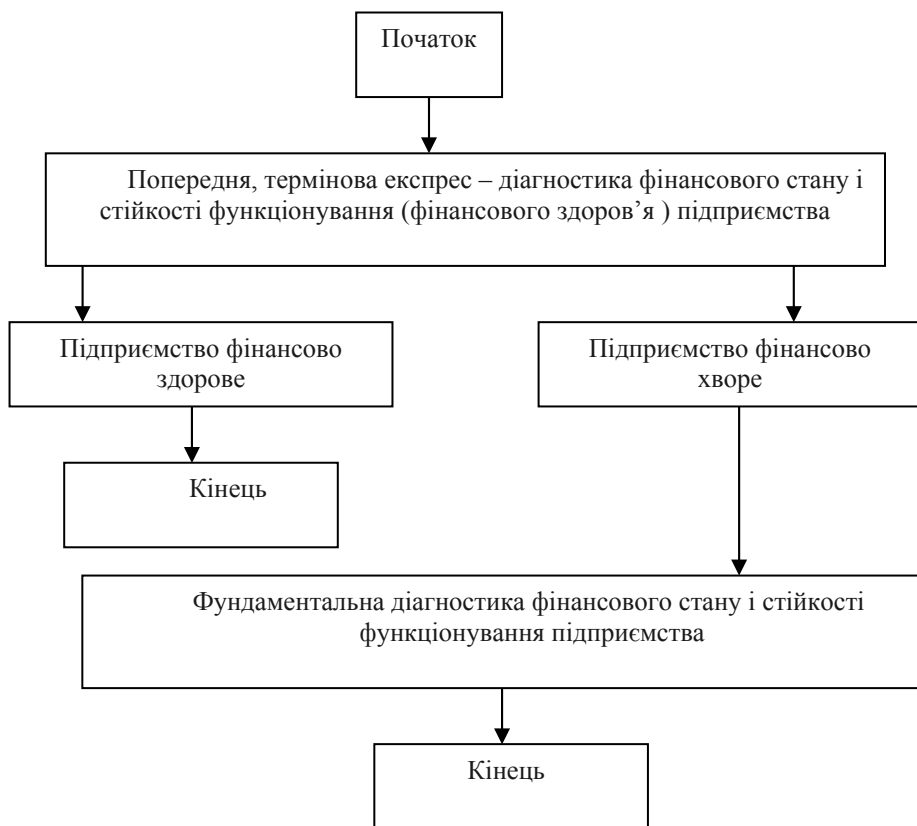 Початок
Попередня, термінова експрес – діагностика фінансового стану і
стійкості функціонування (фінансового здоров’я ) підприємства
Підприємство фінансово
здорове
Підприємство фінансово
хворе
Кінець
Фундаментальна діагностика фінансового стану і стійкості
функціонування підприємства
Кінець